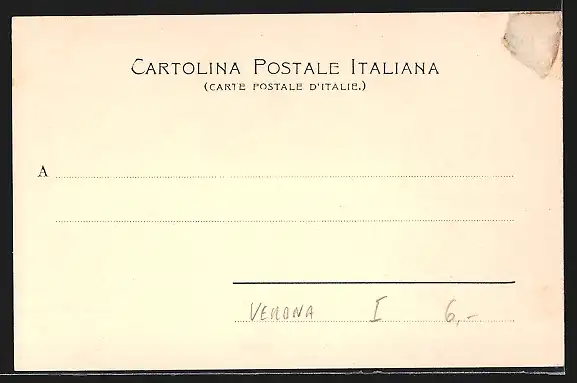 CARTOLINA POSTALE ITALIANA
(CARTE POSTALE D'ITALIE.)
A
VERONA I 6,-